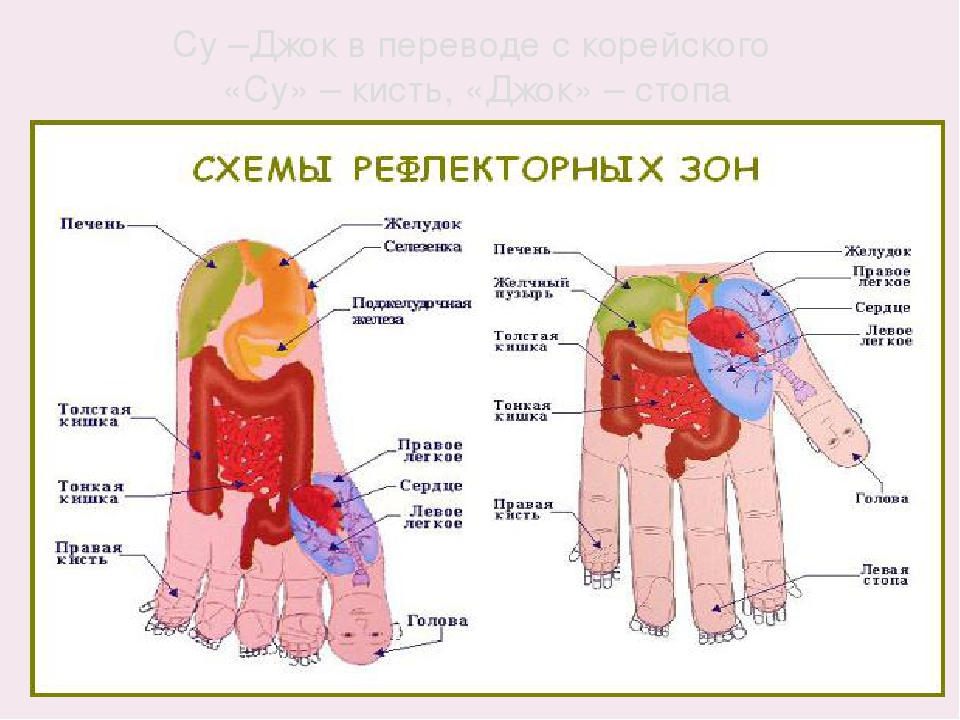 Су –Джок в переводе с корейского
«Су» – кисть, «Джок» – стопа
СХЕМЫ РЕФЛЕКТОРНЫХ ЗОН
Печень
Желудок
Селезенка
Поджелудочная
железа
Толстая
кишка
Тонкая
кишка
Правая
кисть
Правое
легкое
Сердце
Левое
легкое
Голова
Печень
Желчный
пузырь
Толстая
кишка
Тонкая
кишка
Правая
кисть
Желудок
Правое
легкое
Сердце
Левое
легкое
Голова
Левая
стопа